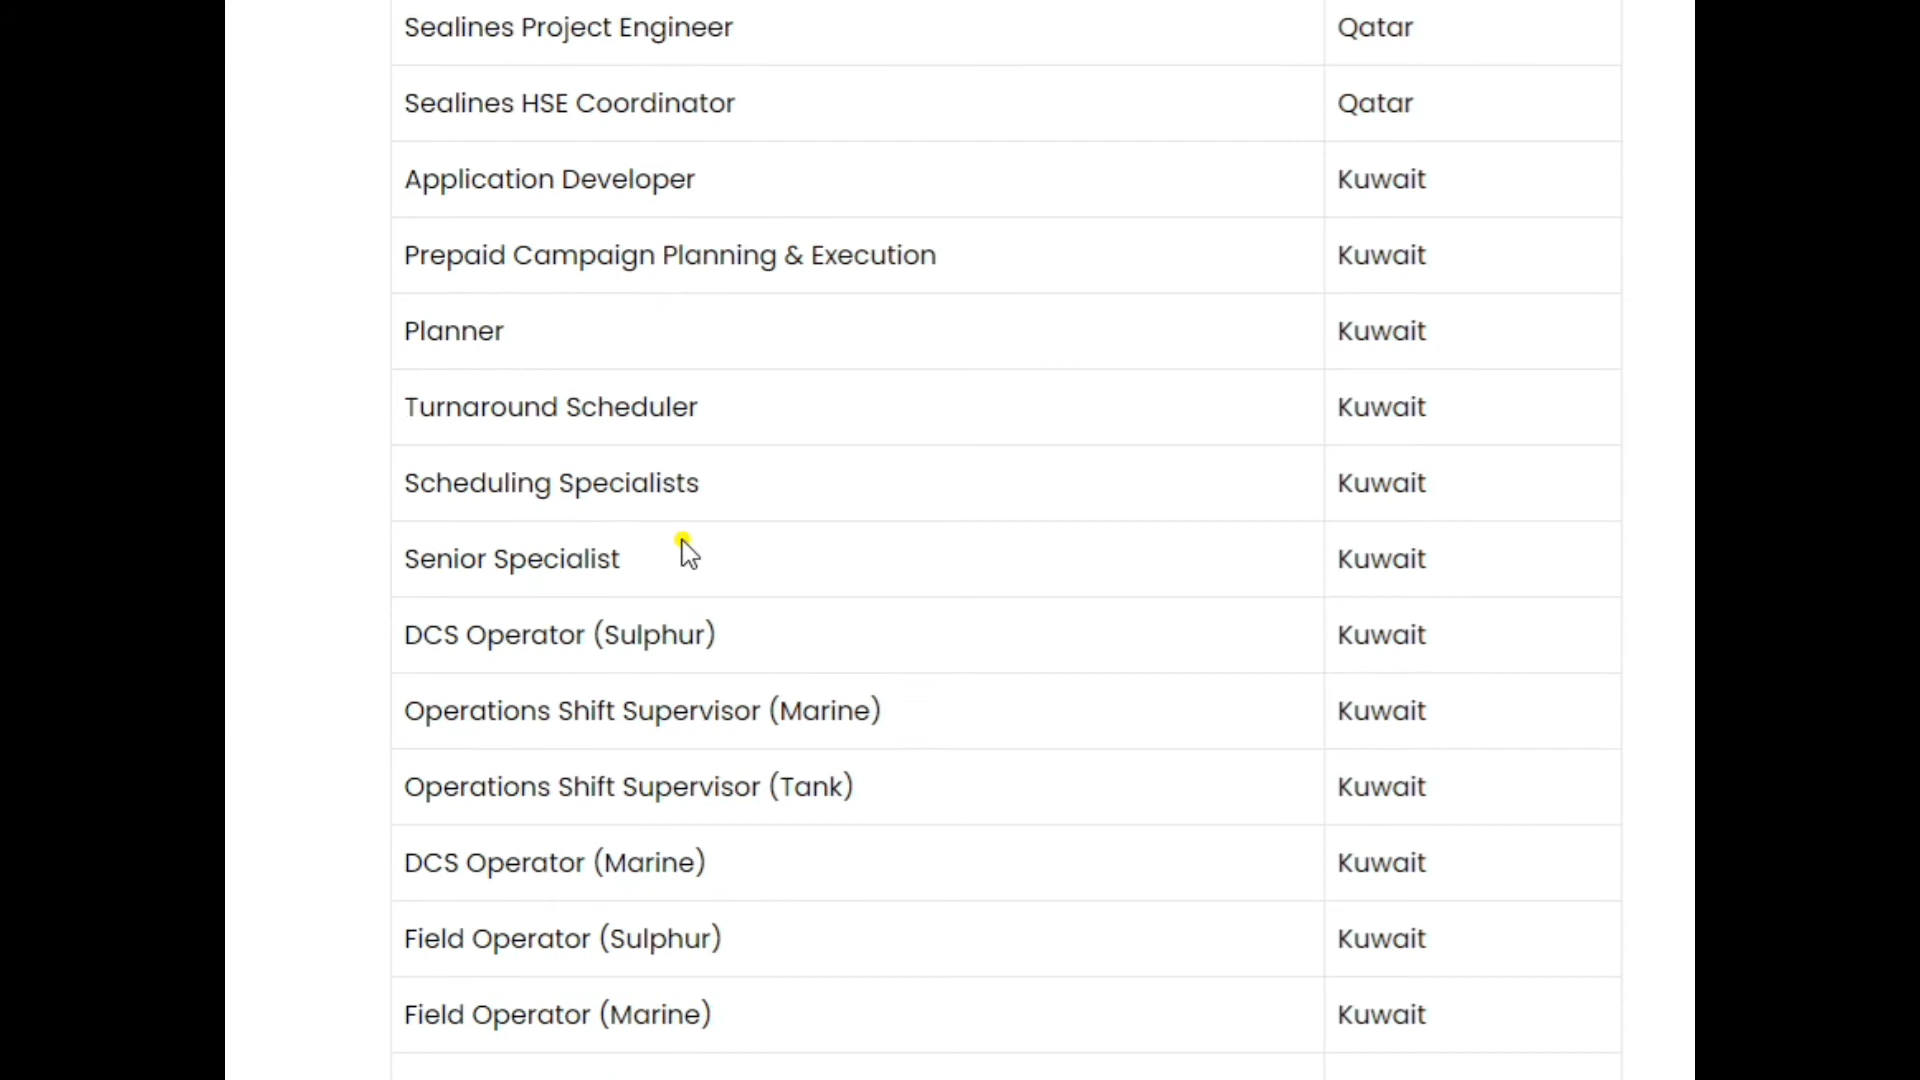 Sealines Project Engineer Qatar
Sealines HSE Coordinator Qatar
Application Developer Kuwait
Prepaid Campaign Planning & Execution Kuwait
Planner Kuwait
Turnaround Scheduler Kuwait
Scheduling Specialists Kuwait
Senior Specialist Kuwait
DCS Operator (Sulphur) Kuwait
Operations Shift Supervisor (Marine) Kuwait
Operations Shift Supervisor (Tank) Kuwait
DCS Operator (Marine) Kuwait
Field Operator (Sulphur) Kuwait
Field Operator (Marine) Kuwait